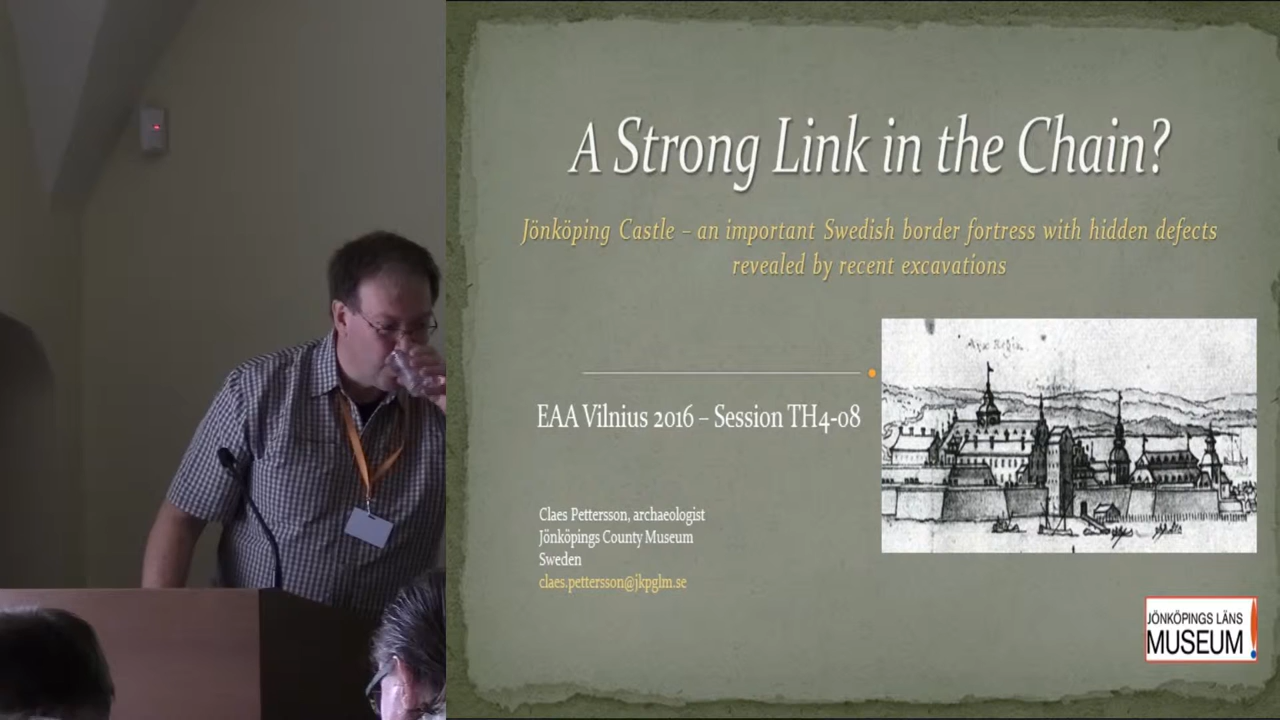 A Strong Link in the Chain?
Jönköping Castle – an important Swedish border fortress with hidden defects
revealed by recent excavations
EAA Vilnius 2016 – Session TH4-08
Claes Pettersson, archaeologist
Jönköpings County Museum
Sweden
claes.pettersson@jkpglm.se
JÖNKÖPINGS LÄNS
MUSEUM!